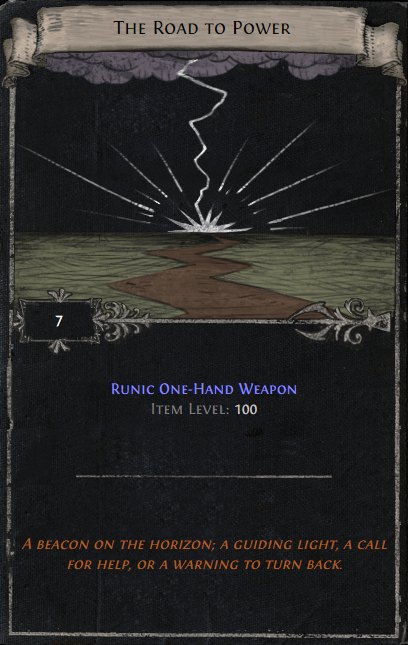 The Road to Power
7
Runic One-Hand Weapon
Item Level: 100
A beacon on the horizon; a guiding light, a call
for help, or a warning to turn back.